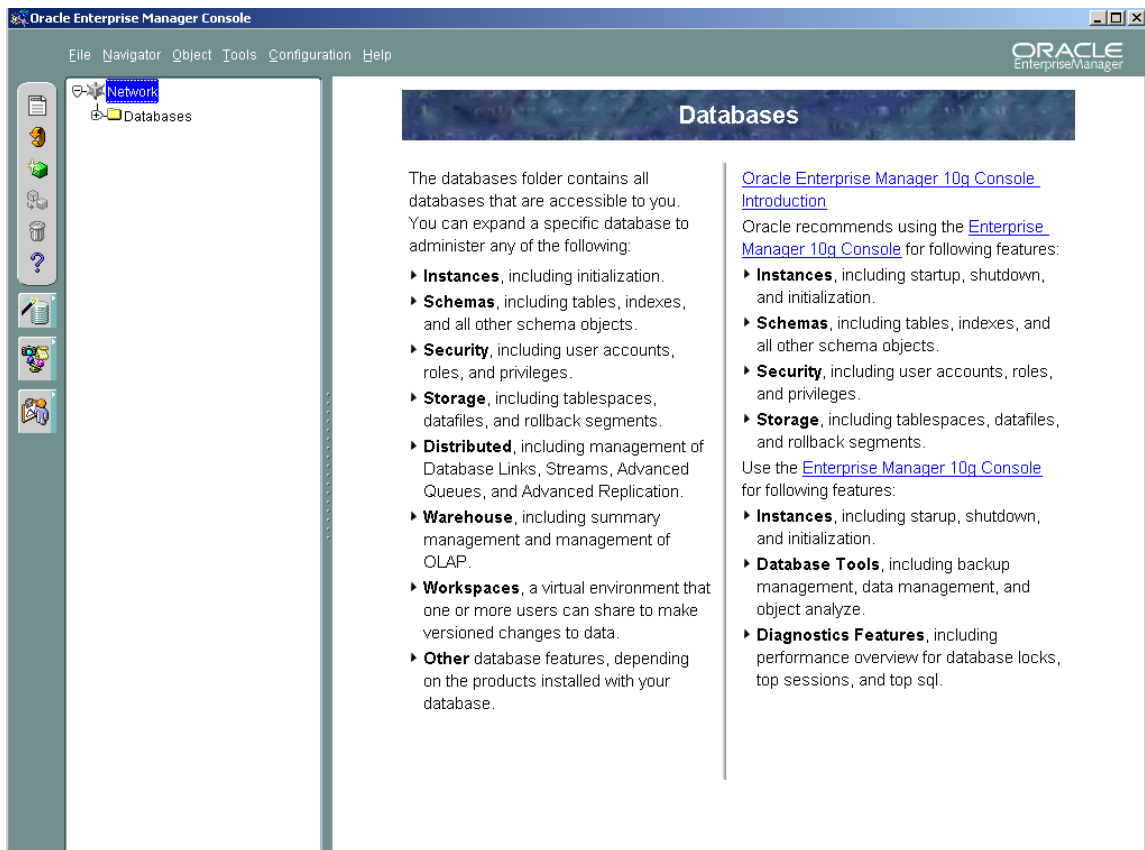 Oracle Enterprise Manager Console
File Navigator Object Tools Configuration Help
ORACLE
EnterpriseManager
Network
Databases
Databases
The databases folder contains all
databases that are accessible to you.
You can expand a specific database to
administer any of the following:
Instances, including initialization.
Schemas, including tables, indexes,
and all other schema objects.
Security, including user accounts,
roles, and privileges.
Storage, including tablespaces,
datafiles, and rollback segments.
Distributed, including management of
Database Links, Streams, Advanced
Queues, and Advanced Replication.
Warehouse, including summary
management and management of
OLAP.
Workspaces, a virtual environment that
one or more users can share to make
versioned changes to data.
Other database features, depending
on the products installed with your
database.
Oracle Enterprise Manager 10g Console
Introduction
Oracle recommends using the Enterprise
Manager 10g Console for following features:
Instances, including startup, shutdown,
and initialization.
Schemas, including tables, indexes, and
all other schema objects.
Security, including user accounts, roles,
and privileges.
Storage, including tablespaces, datafiles,
and rollback segments.
Use the Enterprise Manager 10g Console
for following features:
Instances, including starup, shutdown,
and initialization.
Database Tools, including backup
management, data management, and
object analyze.
Diagnostics Features, including
performance overview for database locks,
top sessions, and top sql.